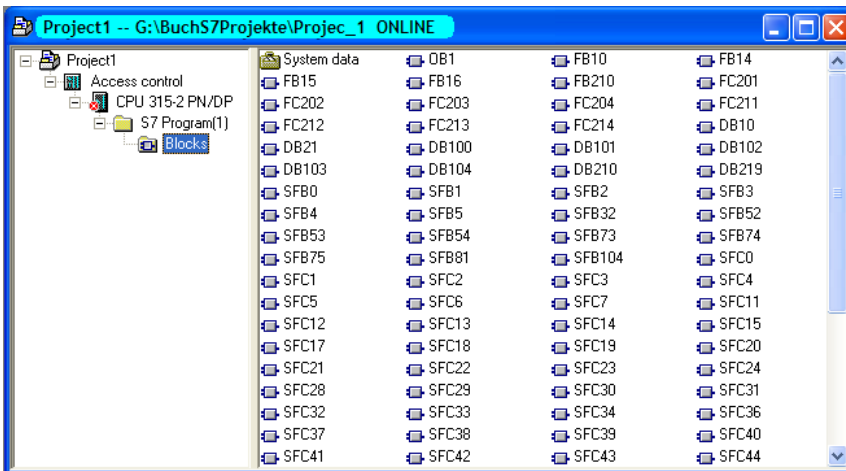 Project1 -- G:\BuchS7Projekte\Projec_1 ONLINE
Project1
Access control
CPU 315-2 PN/DP
S7 Program(1)
Blocks
System data OB1 FB10 FB14
FB15 FB16 FB210 FC201
FC202 FC203 FC204 FC211
FC212 FC213 FC214 DB10
DB21 DB100 DB101 DB102
DB103 DB104 DB210 DB219
SFB0 SFB1 SFB2 SFB3
SFB4 SFB5 SFB32 SFB52
SFB53 SFB54 SFB73 SFB74
SFB75 SFB81 SFB104 SFC0
SFC1 SFC2 SFC3 SFC4
SFC5 SFC6 SFC7 SFC11
SFC12 SFC13 SFC14 SFC15
SFC17 SFC18 SFC19 SFC20
SFC21 SFC22 SFC23 SFC24
SFC28 SFC29 SFC30 SFC31
SFC32 SFC33 SFC34 SFC36
SFC37 SFC38 SFC39 SFC40
SFC41 SFC42 SFC43 SFC44